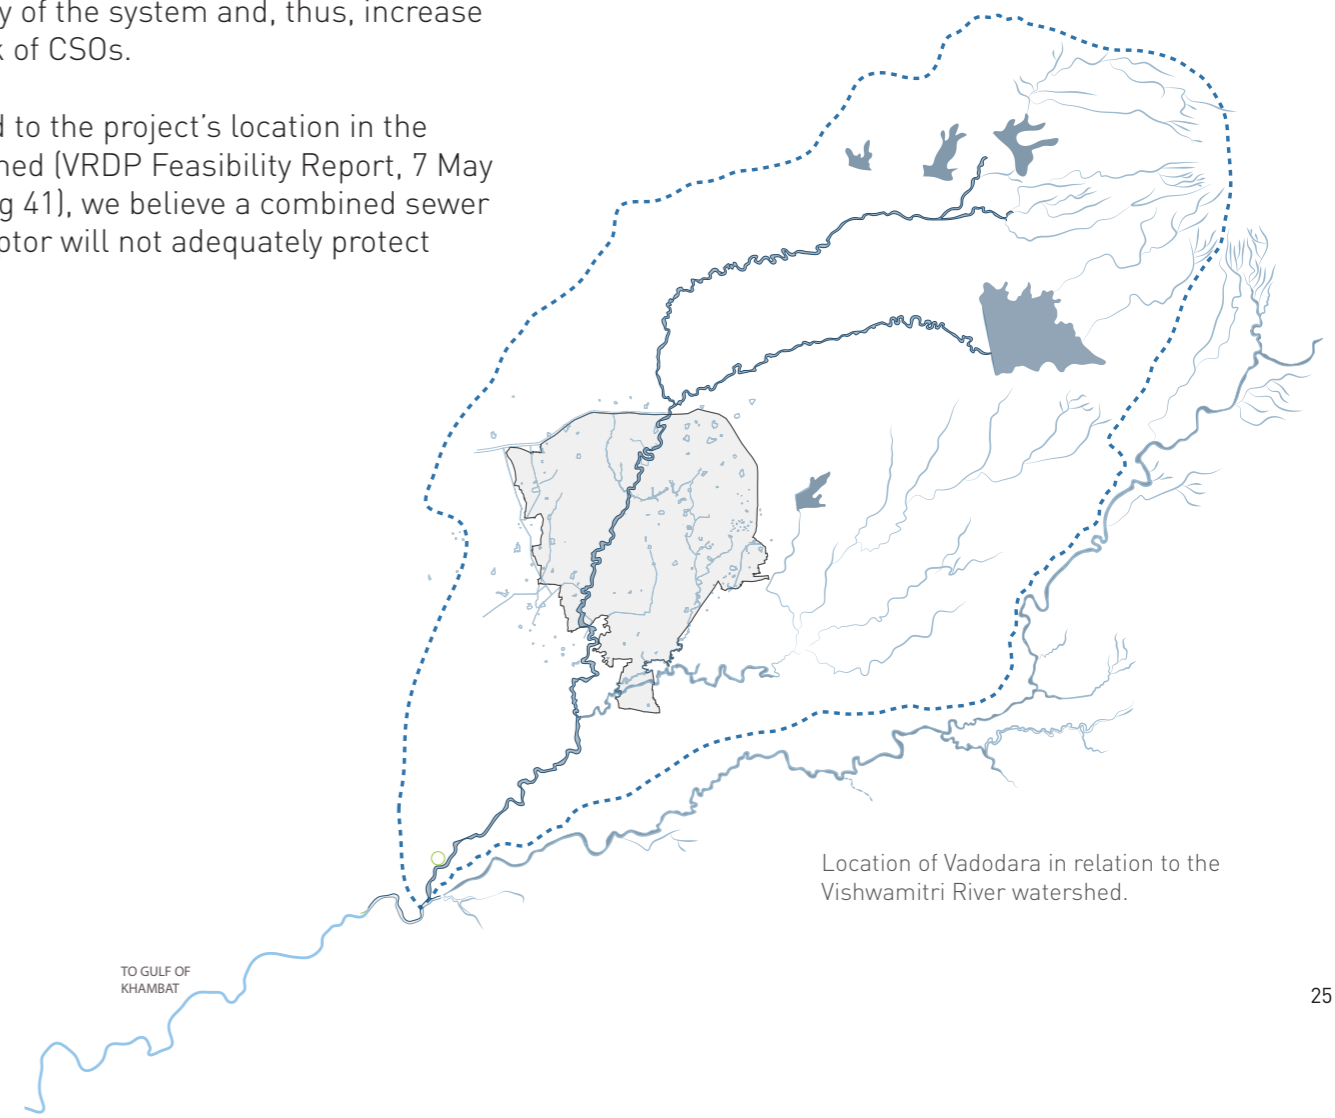 y of the system and, thus, increase
k of CSOs.
d to the project's location in the
ned (VRDP Feasibility Report, 7 May
g 41), we believe a combined sewer
ptor will not adequately protect
Location of Vadodara in relation to the
Vishwamitri River watershed.
TO GULF OF
KHAMBAT
25